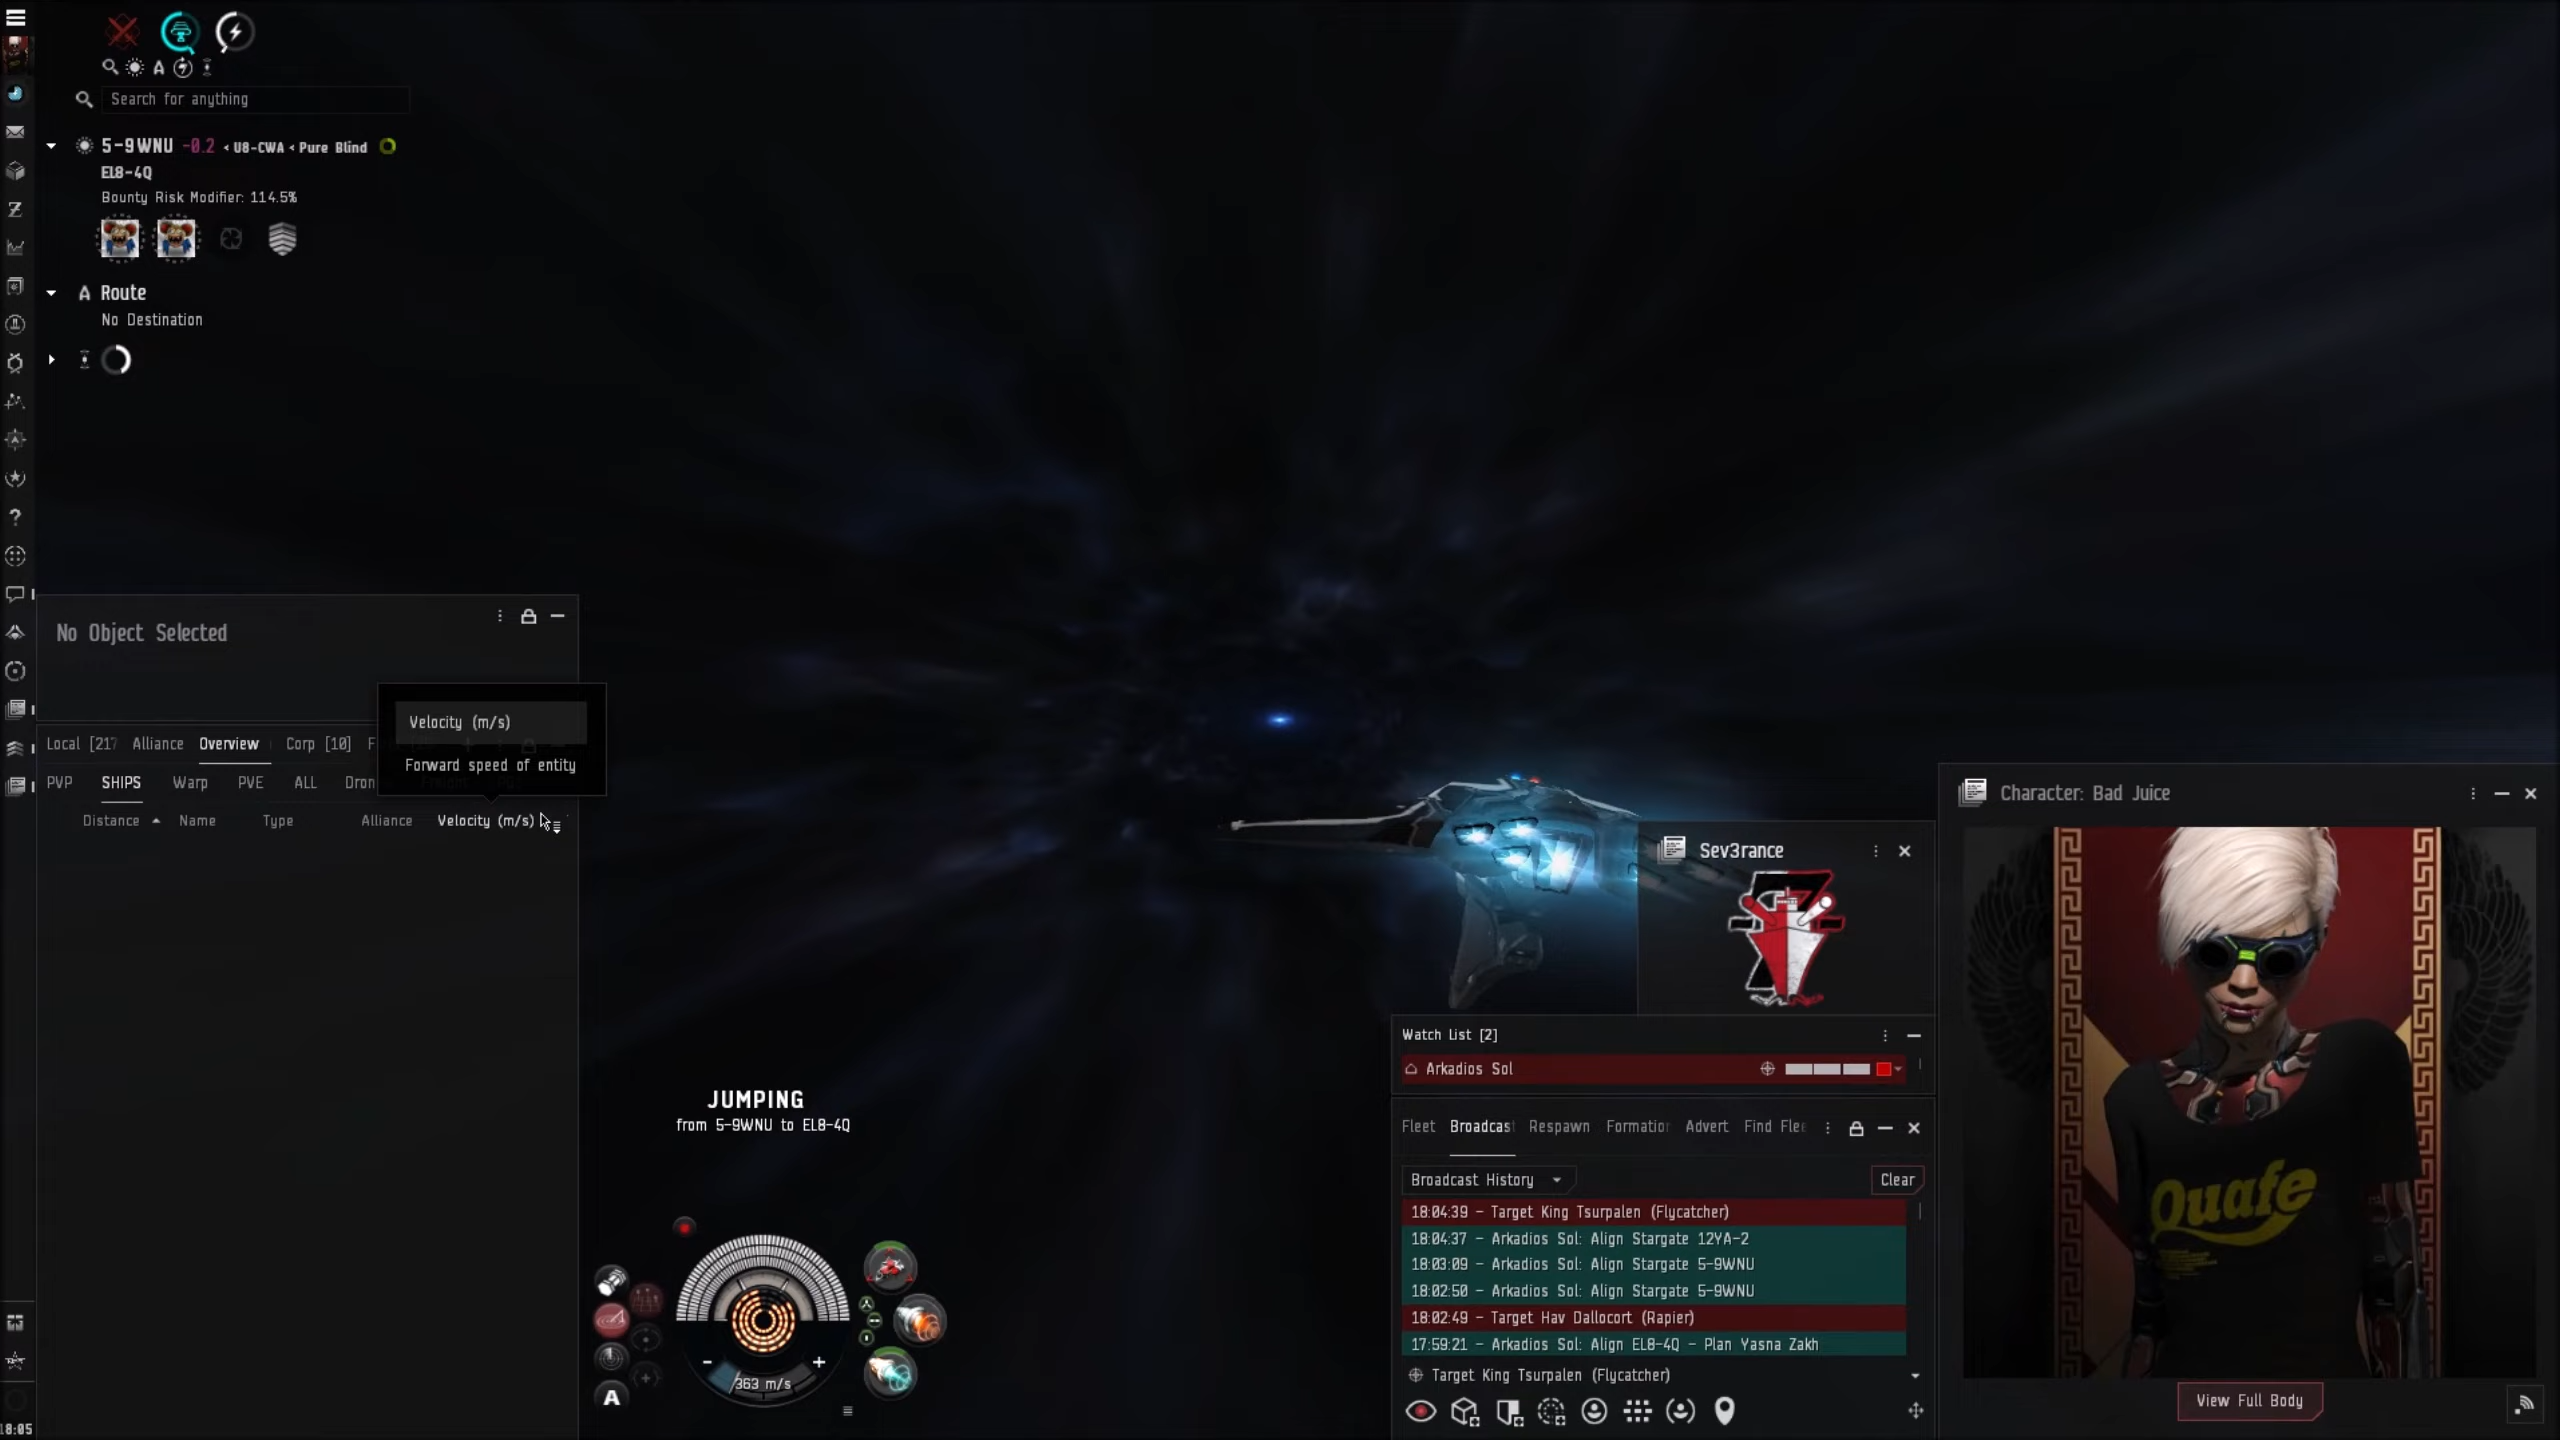 Search for anything
5-9WNU -0.2 < U8-CWA < Pure Blind
EL8-4Q
Bounty Risk Modifier: 114.5%
Route
No Destination
No Object Selected
Velocity (m/s)
Forward speed of entity
Local [217 Alliance Overview Corp [10] F
PVP SHIPS Warp PVE ALL Dron
Distance Name Type Alliance Velocity (m/s)
JUMPING
from 5-9WNU to EL8-4Q
363 m/s
A
18:05
Sev3rance
Watch List [2]
Arkadios Sol
Fleet Broadcas Respawn Formatio Advert Find Flee
Broadcast History Clear
18:04:39 - Target King Tsurpalen (Flycatcher)
18:04:37 - Arkadios Sol: Align Stargate 12YA-2
18:03:09 - Arkadios Sol: Align Stargate 5-9WNU
18:02:50 - Arkadios Sol: Align Stargate 5-9WNU
18:02:49 - Target Hav Dallocort (Rapier)
17:59:21 - Arkadios Sol: Align EL8-4Q - Plan Yasna Zakh
Target King Tsurpalen (Flycatcher)
Character: Bad Juice
Quafe
View Full Body